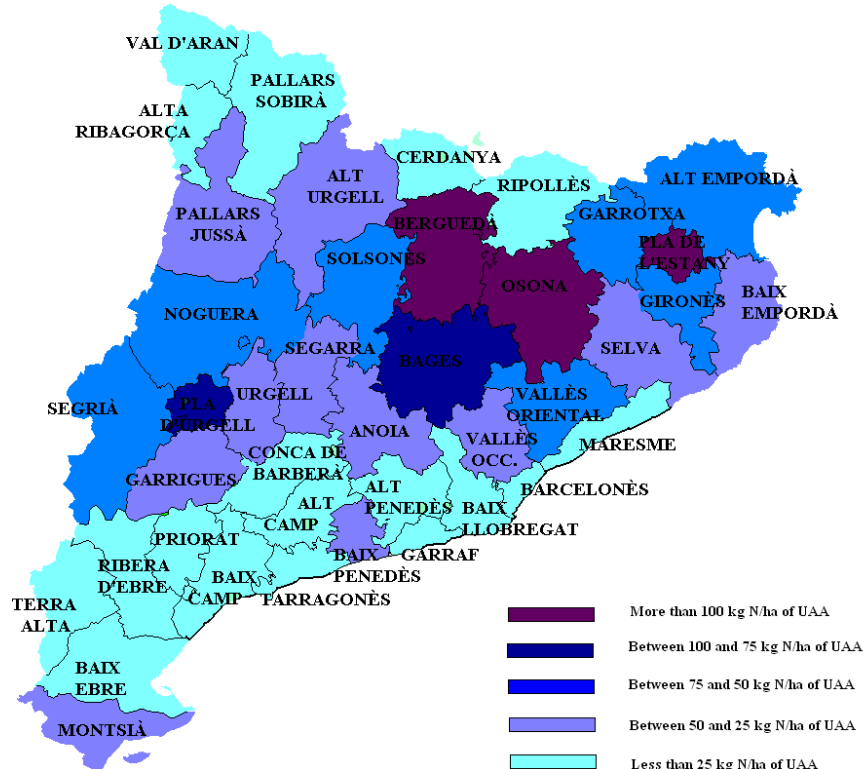 VAL D'ARAN
PALLARS
SOBIRÀ
ALTA
RIBAGORÇA
CERDANYA
RIPOLLÈS
ALT
URGELL
ALT EMPORDÀ
GARROTXA
PALLARS
JUSSÀ
BERGUEDÀ
PLA DE
L'ESTANY
SOLSONÈS
OSONA
GIRONÈS
BAIX
EMPORDÀ
NOGUERA
SEGARRA
BAGES
SELVA
SEGRIÀ
PLA
D'URGELL
URGELL
VALLÈS
ORIENTAL
ANOIA
VALLÈS
OCC.
MARESME
CONCA DE
BARBERÀ
GARRIGUES
ALT
PENEDÈS
BARCELONÈS
ALT
CAMP
BAIX
LLOBREGAT
PRIORAT
RIBERA
D'EBRE
BAIX
PENEDÈS
GARRAF
BAIX
CAMP
TARRAGONÈS
TERRA
ALTA
BAIX
EBRE
MONTSIÀ
More than 100 kg N/ha of UAA
Between 100 and 75 kg N/ha of UAA
Between 75 and 50 kg N/ha of UAA
Between 50 and 25 kg N/ha of UAA
Less than 25 kg N/ha of UAA